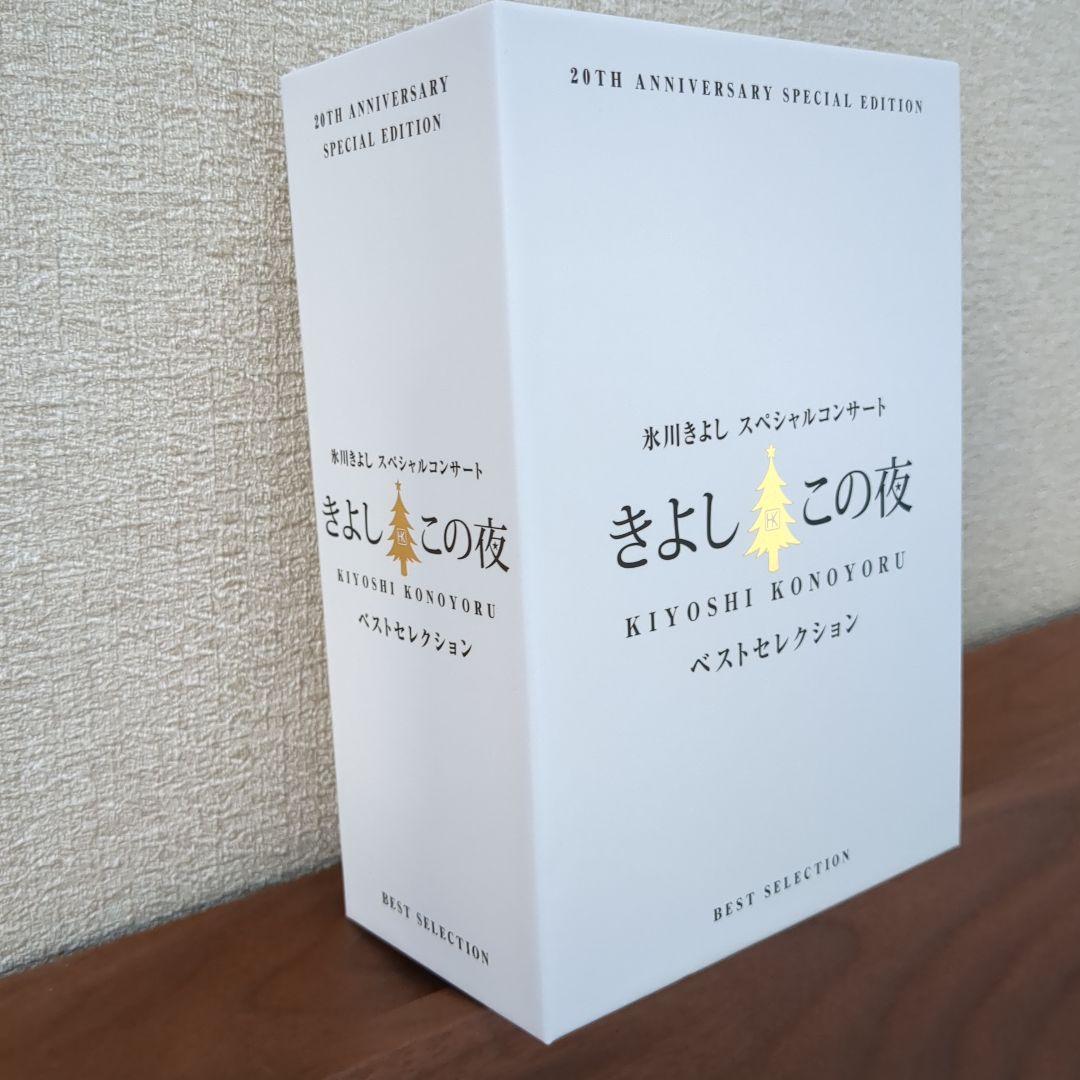 20TH ANNIVERSARY
SPECIAL EDITION
氷川きよし スペシャルコンサート
きよしこの夜
HK
KIYOSHI KONOYORU
ベストセレクション
BEST SELECTION
20TH ANNIVERSARY SPECIAL EDITION
氷川きよし スペシャルコンサート
きよしこの夜
HK
KIYOSHI KONOYORU
ベストセレクション
BEST SELECTION